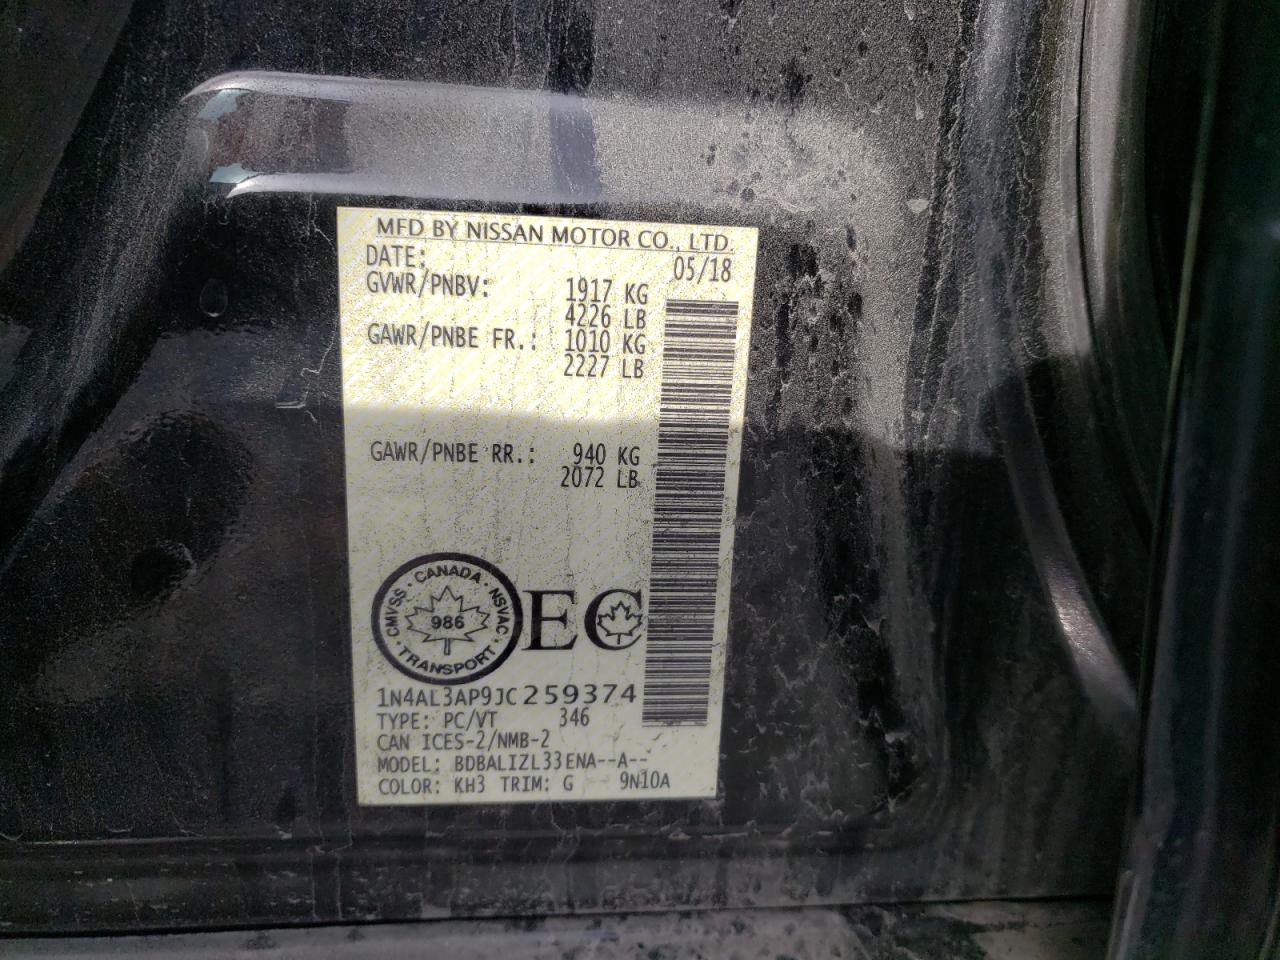 MFD BY NISSAN MOTOR CO., LTD.
DATE: 05/18
GVWR/PNBV: 1917 KG
4226 LB
GAWR/PNBE FR.: 1010 KG
2227 LB
GAWR/PNBE RR.: 940 KG
2072 LB
CMVSS · CANADA · NSVAC · TRANSPORT ·
986
EC
1N4AL3AP9JC259374
TYPE: PC/VT 346
CAN ICES-2/NMB-2
MODEL: BDBALIZL33ENA--A--
COLOR: KH3 TRIM: G 9N10A